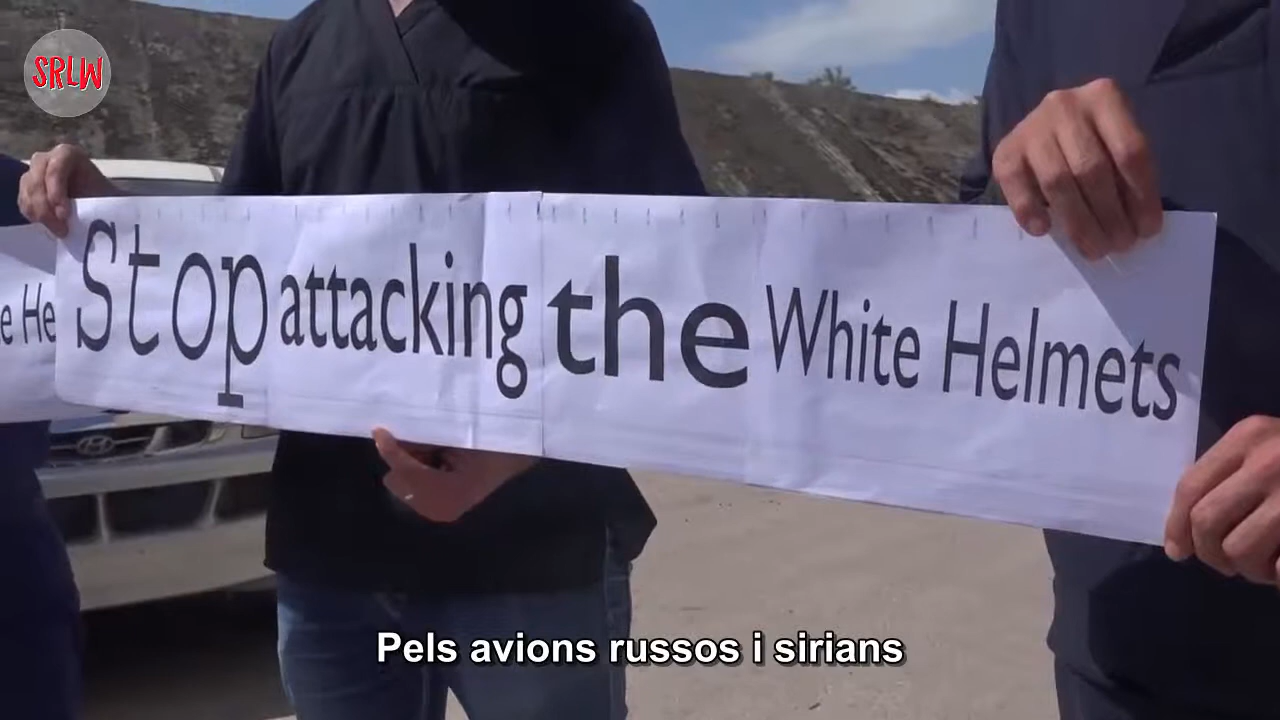 SRLW
e He
Stop attacking the White Helmets
Pels avions russos i sirians